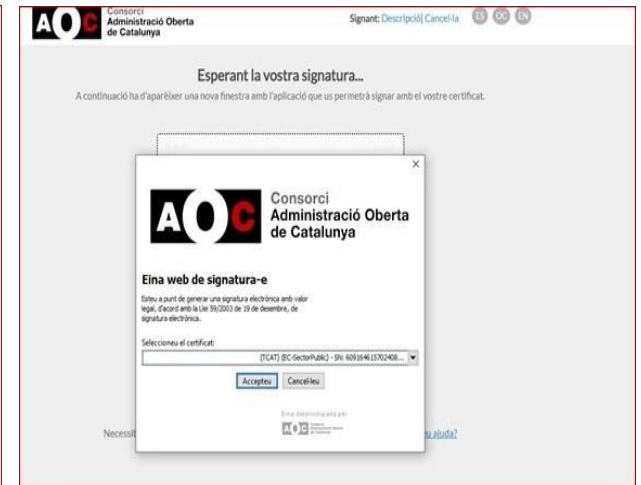 AOC Consorci
Administració Oberta
de Catalunya
Signant: Descripció| Cancel·la ES OC EN
Esperant la vostra signatura...
A continuació ha d'aparèixer una nova finestra amb l'aplicació que us permetrà signar amb el vostre certificat.
X
AOC Consorci
Administració Oberta
de Catalunya
Eina web de signatura-e
Esteu a punt de generar una signatura electrònica amb valor
legal, d'acord amb la Llei 59/2003 de 19 de desembre, de
signatura electrònica.
Seleccioneu el certificat:
(TCAT) (EC-SectorPublic) - SN: 609164615702408...
Accepteu Cancel·leu
Eina desenvolupada per
AOC
Necessit
u ajuda?